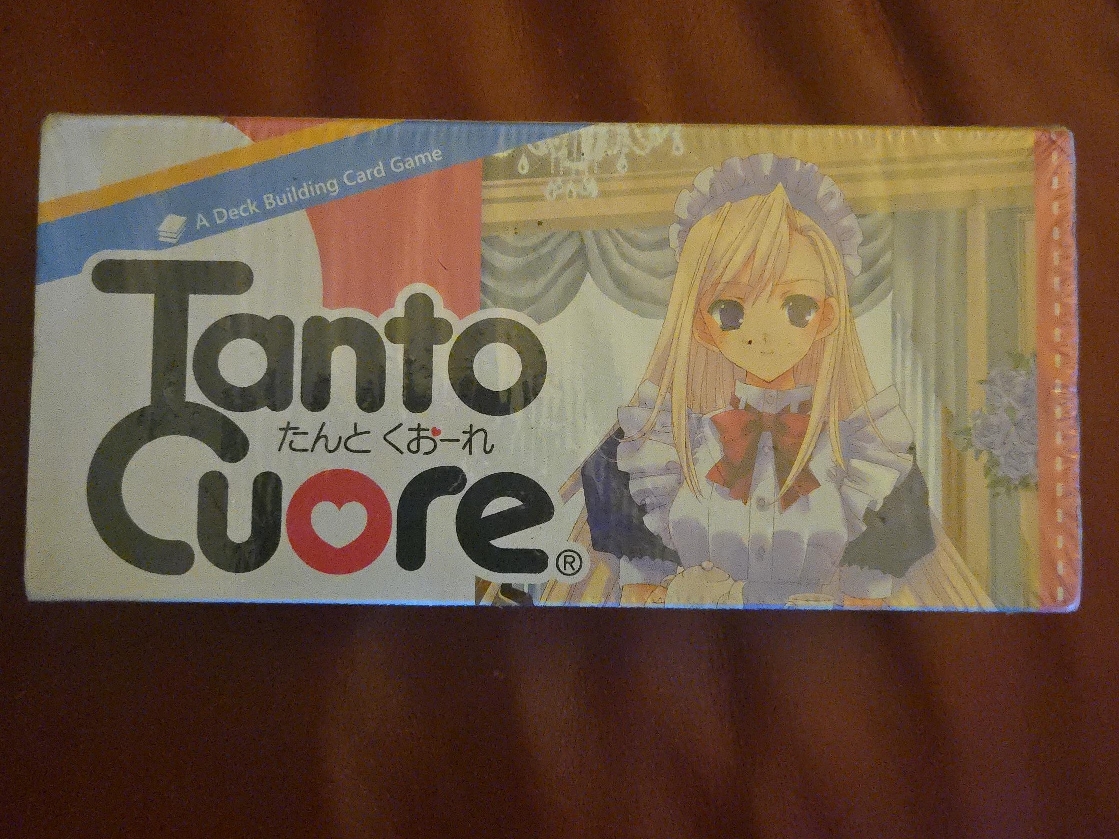 A Deck Building Card Game
Tanto
たんとくおーれ
Cuore®